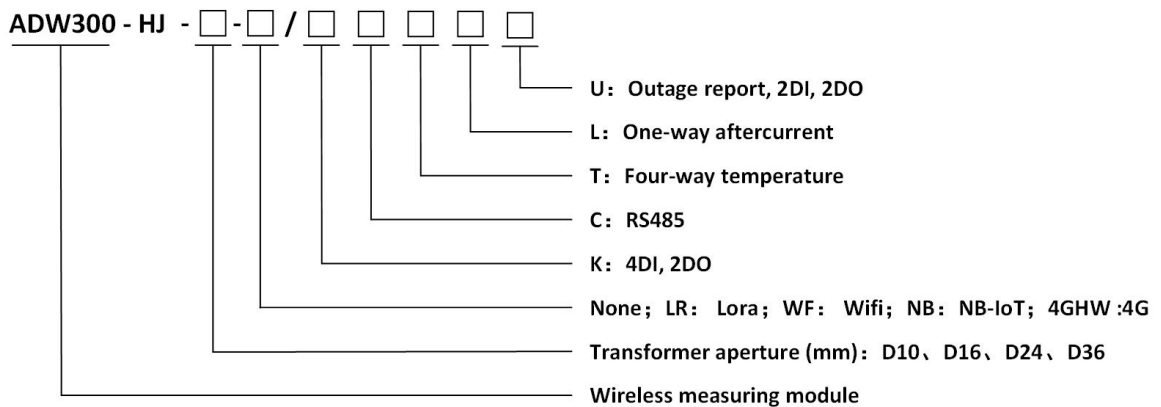 ADW300 - HJ - □ - □ / □ □ □ □ □
U：Outage report, 2DI, 2DO
L：One-way aftercurrent
T：Four-way temperature
C：RS485
K：4DI, 2DO
None；LR： Lora；WF： Wifi；NB：NB-IoT；4GHW :4G
Transformer aperture (mm)：D10、D16、D24、D36
Wireless measuring module